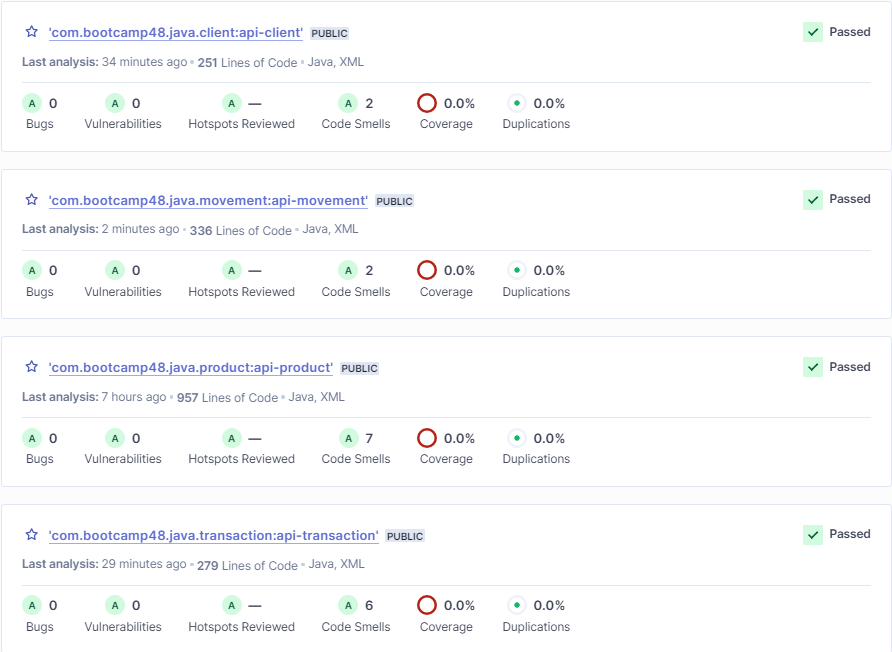 'com.bootcamp48.java.client:api-client' PUBLIC Passed
Last analysis: 34 minutes ago • 251 Lines of Code • Java, XML
A 0 A 0 A — A 2 0.0% 0.0%
Bugs Vulnerabilities Hotspots Reviewed Code Smells Coverage Duplications
'com.bootcamp48.java.movement:api-movement' PUBLIC Passed
Last analysis: 2 minutes ago • 336 Lines of Code • Java, XML
A 0 A 0 A — A 2 0.0% 0.0%
Bugs Vulnerabilities Hotspots Reviewed Code Smells Coverage Duplications
'com.bootcamp48.java.product:api-product' PUBLIC Passed
Last analysis: 7 hours ago • 957 Lines of Code • Java, XML
A 0 A 0 A — A 7 0.0% 0.0%
Bugs Vulnerabilities Hotspots Reviewed Code Smells Coverage Duplications
'com.bootcamp48.java.transaction:api-transaction' PUBLIC Passed
Last analysis: 29 minutes ago • 279 Lines of Code • Java, XML
A 0 A 0 A — A 6 0.0% 0.0%
Bugs Vulnerabilities Hotspots Reviewed Code Smells Coverage Duplications